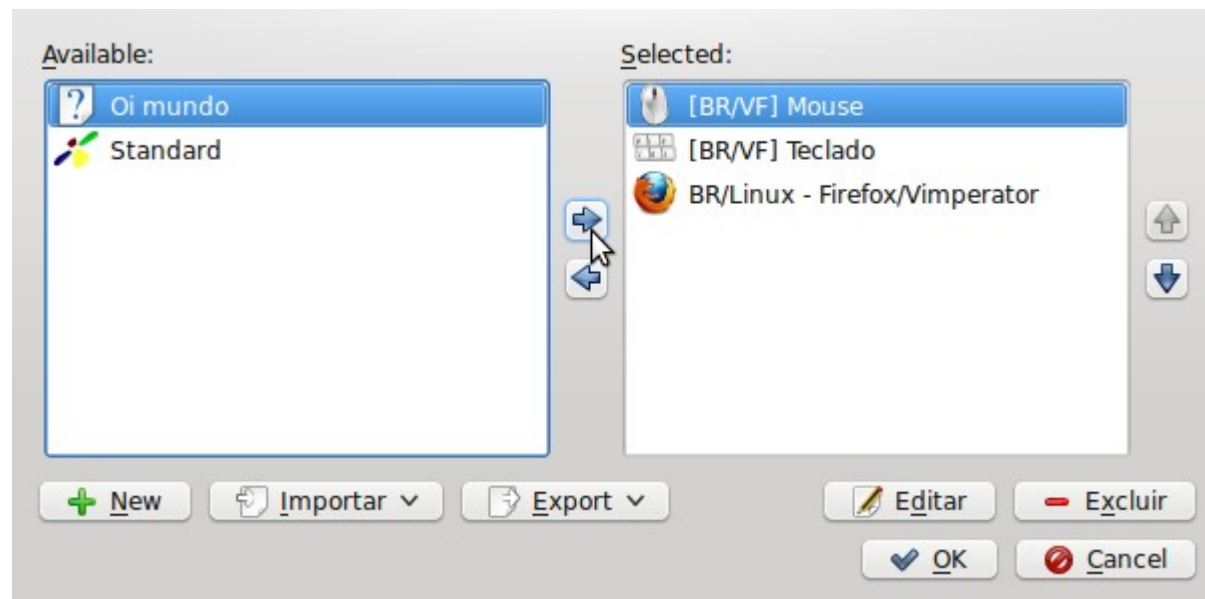 Available:
Selected:
Oi mundo
Standard
[BR/VF] Mouse
[BR/VF] Teclado
BR/Linux - Firefox/Vimperator
New
Importar
Export
Editar
Excluir
OK
Cancel